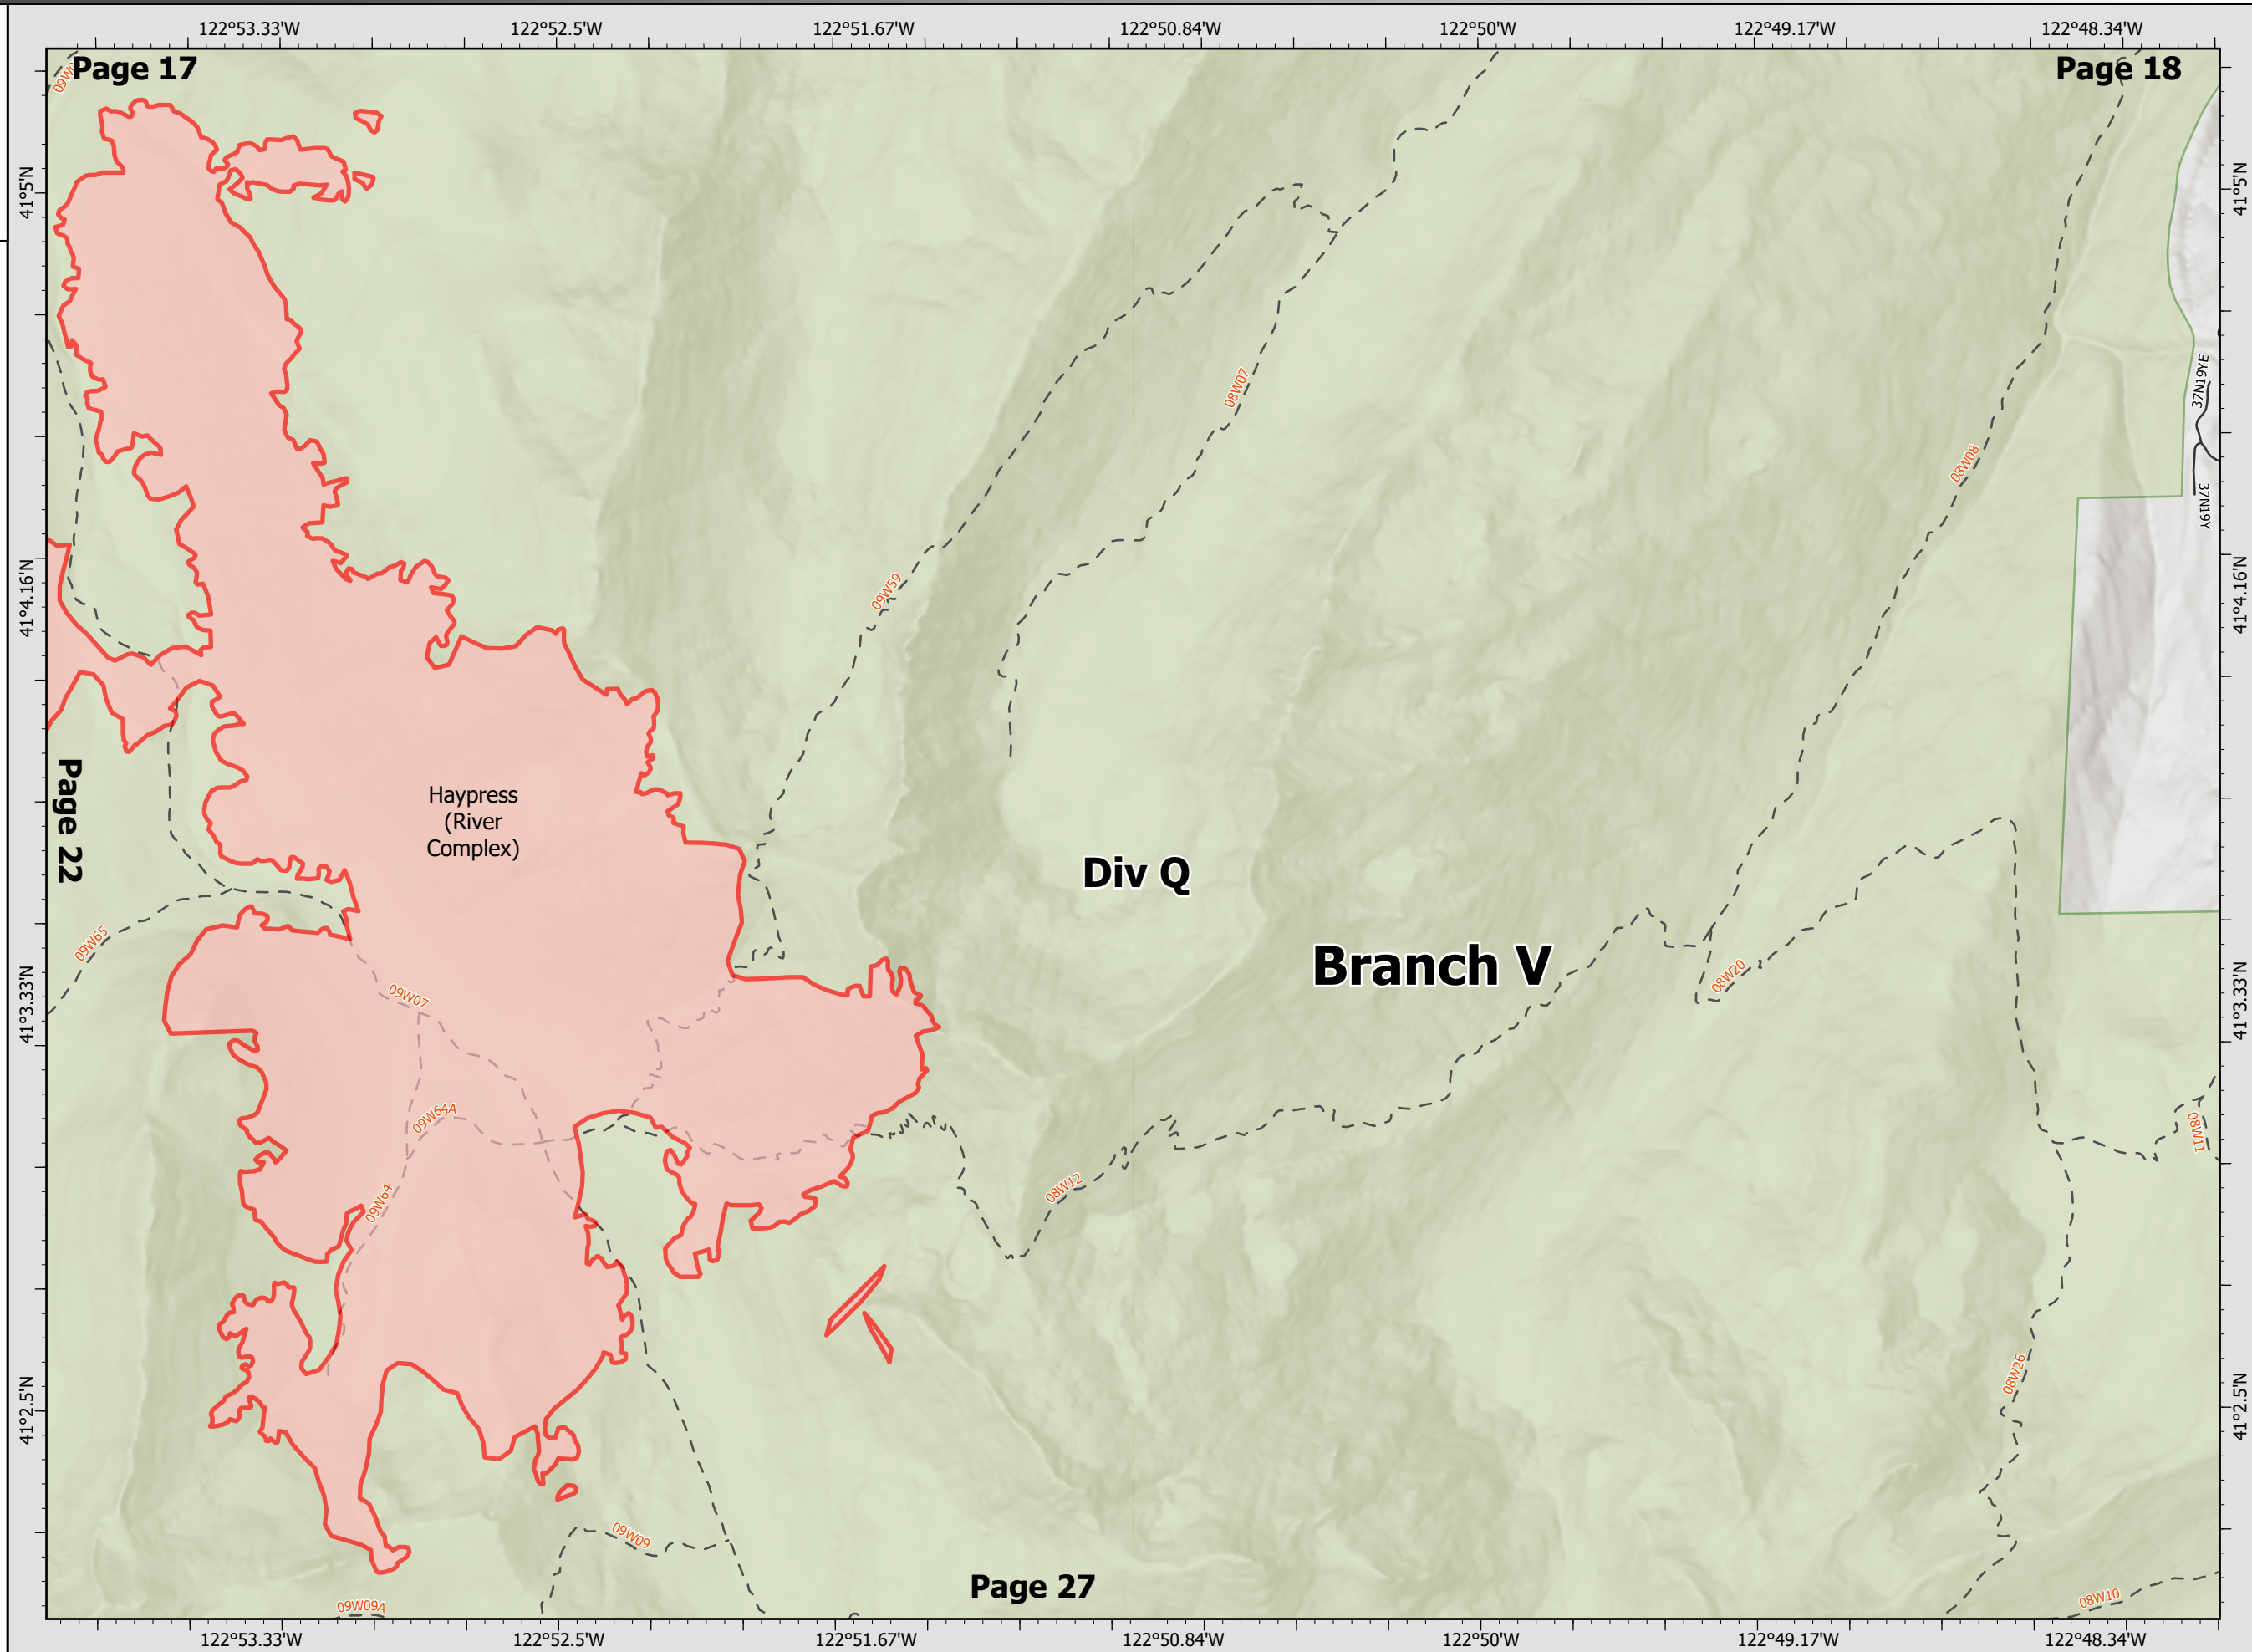 122°53.33'W 122°52.5'W 122°51.67'W 122°50.84'W 122°50'W 122°49.17'W 122°48.34'W
Page 17
Page 18
41°5'N
41°5'N
37N19YE
08W07
08W08
37N19Y
41°4.16'N
09W59
41°4.16'N
Page 22
Haypress
(River
Complex)
Div Q
Branch V
09W65
09W07
08W20
41°3.33'N
41°3.33'N
09W64A
08W11
09W64
08W12
08W26
41°2.5'N
41°2.5'N
09W09
Page 27
09W09A
08W10
122°53.33'W 122°52.5'W 122°51.67'W 122°50.84'W 122°50'W 122°49.17'W 122°48.34'W